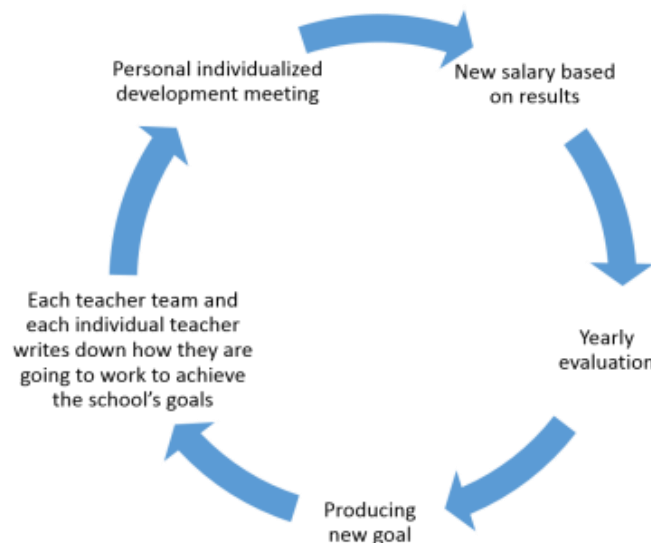 Personal individualized
development meeting
New salary based
on results
Yearly
evaluation
Producing
new goal
Each teacher team and
each individual teacher
writes down how they are
going to work to achieve
the school's goals